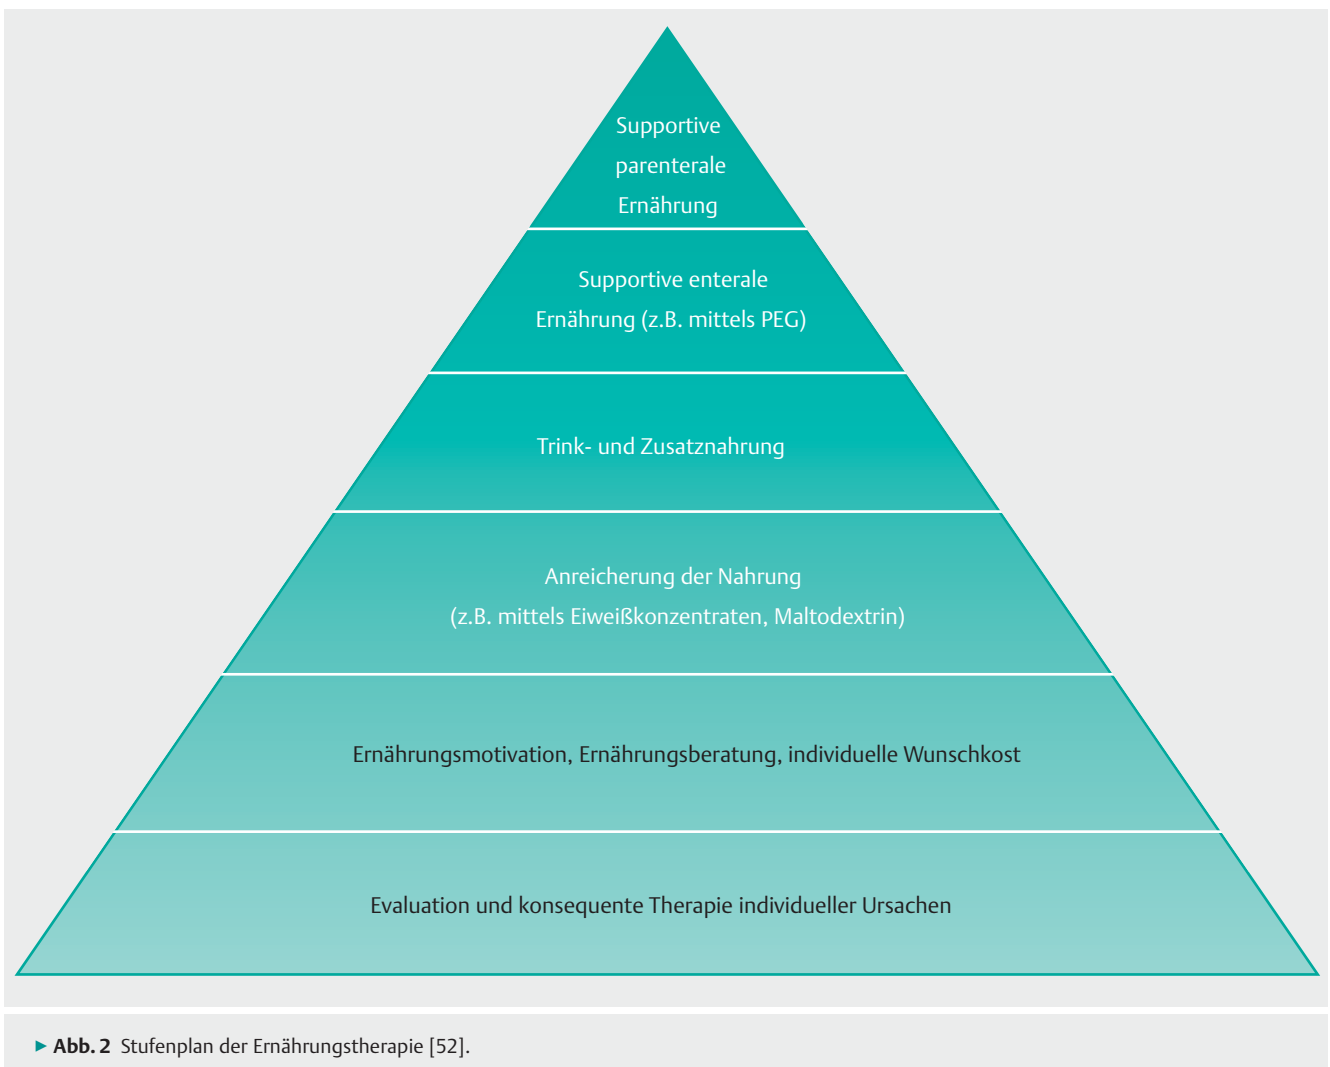 Supportive
parenterale
Ernährung
Supportive enterale
Ernährung (z.B. mittels PEG)
Trink- und Zusatznahrung
Anreicherung der Nahrung
(z.B. mittels Eiweißkonzentraten, Maltodextrin)
Ernährungsmotivation, Ernährungsberatung, individuelle Wunschkost
Evaluation und konsequente Therapie individueller Ursachen
▶ Abb. 2 Stufenplan der Ernährungstherapie [52].